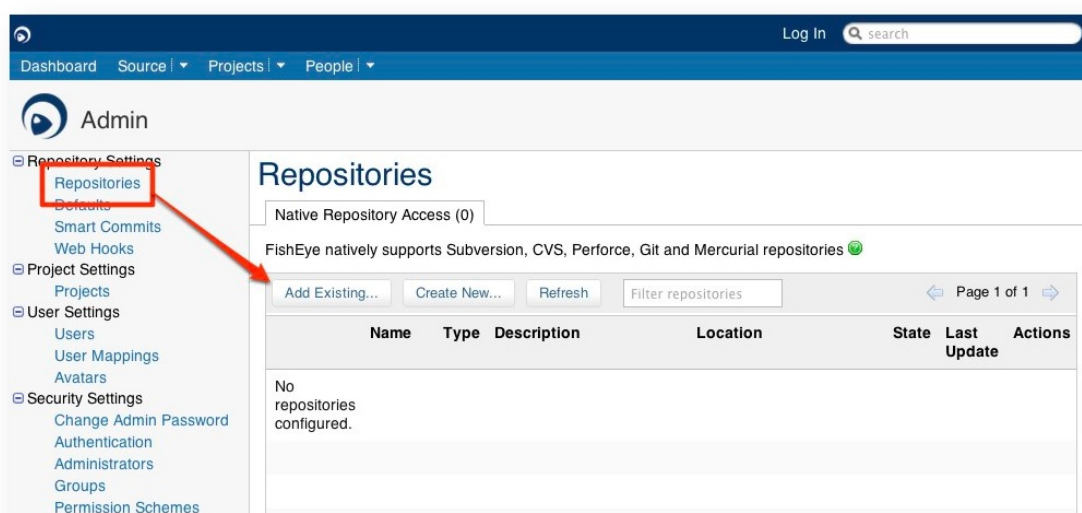 Log In
search
Dashboard Source Projects People
Admin
Repository Settings
Repositories
Defaults
Smart Commits
Web Hooks
Project Settings
Projects
User Settings
Users
User Mappings
Avatars
Security Settings
Change Admin Password
Authentication
Administrators
Groups
Permission Schemes
Repositories
Native Repository Access (0)
FishEye natively supports Subversion, CVS, Perforce, Git and Mercurial repositories
Add Existing... Create New... Refresh Filter repositories Page 1 of 1
Name Type Description Location State Last Update Actions
No
repositories
configured.